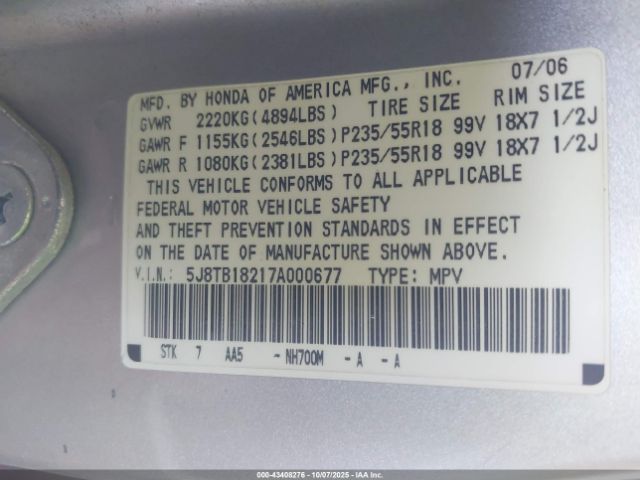 MFD. BY HONDA OF AMERICA MFG., INC. 07/06
GVWR 2220KG(4894LBS) TIRE SIZE RIM SIZE
GAWR F 1155KG(2546LBS)P235/55R18 99V 18X7 1/2J
GAWR R 1080KG(2381LBS)P235/55R18 99V 18X7 1/2J
THIS VEHICLE CONFORMS TO ALL APPLICABLE
FEDERAL MOTOR VEHICLE SAFETY
AND THEFT PREVENTION STANDARDS IN EFFECT
ON THE DATE OF MANUFACTURE SHOWN ABOVE.
V.I.N.: 5J8TB18217A000677 TYPE: MPV
STK 7 AA5 - NH700M - A - A
000-43408276 - 10/07/2025 - IAA Inc.